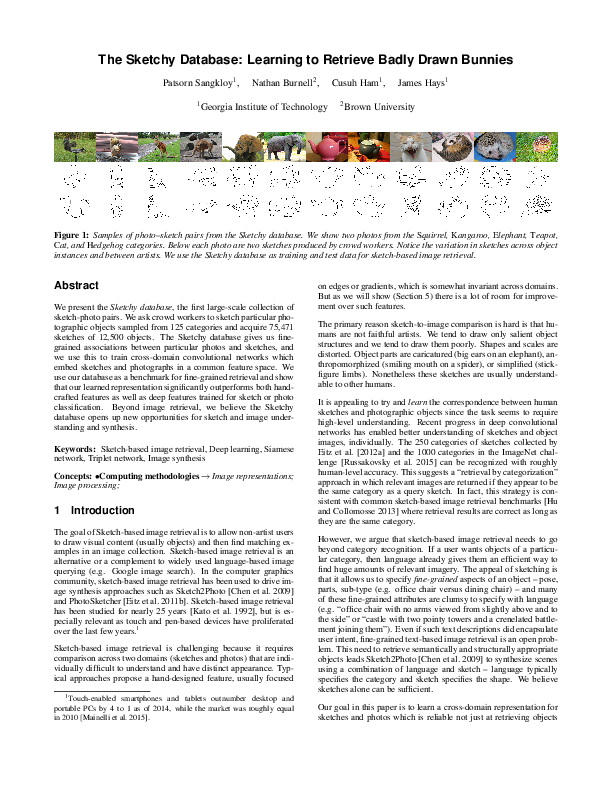 The Sketchy Database: Learning to Retrieve Badly Drawn Bunnies
Patsorn Sangkloy1, Nathan Burnell2, Cusuh Ham1, James Hays1
1Georgia Institute of Technology 2Brown University
Figure 1: Samples of photo–sketch pairs from the Sketchy database. We show two photos from the Squirrel, Kangaroo, Elephant, Teapot,
Cat, and Hedgehog categories. Below each photo are two sketches produced by crowd workers. Notice the variation in sketches across object
instances and between artists. We use the Sketchy database as training and test data for sketch-based image retrieval.
Abstract
We present the Sketchy database, the first large-scale collection of
sketch-photo pairs. We ask crowd workers to sketch particular pho-
tographic objects sampled from 125 categories and acquire 75,471
sketches of 12,500 objects. The Sketchy database gives us fine-
grained associations between particular photos and sketches, and
we use this to train cross-domain convolutional networks which
embed sketches and photographs in a common feature space. We
use our database as a benchmark for fine-grained retrieval and show
that our learned representation significantly outperforms both hand-
crafted features as well as deep features trained for sketch or photo
classification. Beyond image retrieval, we believe the Sketchy
database opens up new opportunities for sketch and image under-
standing and synthesis.
Keywords: Sketch-based image retrieval, Deep learning, Siamese
network, Triplet network, Image synthesis
Concepts: •Computing methodologies → Image representations;
Image processing;
1 Introduction
The goal of Sketch-based image retrieval is to allow non-artist users
to draw visual content (usually objects) and then find matching ex-
amples in an image collection. Sketch-based image retrieval is an
alternative or a complement to widely used language-based image
querying (e.g. Google image search). In the computer graphics
community, sketch-based image retrieval has been used to drive im-
age synthesis approaches such as Sketch2Photo [Chen et al. 2009]
and PhotoSketcher [Eitz et al. 2011b]. Sketch-based image retrieval
has been studied for nearly 25 years [Kato et al. 1992], but is es-
pecially relevant as touch and pen-based devices have proliferated
over the last few years.1
Sketch-based image retrieval is challenging because it requires
comparison across two domains (sketches and photos) that are indi-
vidually difficult to understand and have distinct appearance. Typ-
ical approaches propose a hand-designed feature, usually focused
1Touch-enabled smartphones and tablets outnumber desktop and
portable PCs by 4 to 1 as of 2014, while the market was roughly equal
in 2010 [Mainelli et al. 2015].
on edges or gradients, which is somewhat invariant across domains.
But as we will show (Section 5) there is a lot of room for improve-
ment over such features.
The primary reason sketch-to-image comparison is hard is that hu-
mans are not faithful artists. We tend to draw only salient object
structures and we tend to draw them poorly. Shapes and scales are
distorted. Object parts are caricatured (big ears on an elephant), an-
thropomorphized (smiling mouth on a spider), or simplified (stick-
figure limbs). Nonetheless these sketches are usually understand-
able to other humans.
It is appealing to try and learn the correspondence between human
sketches and photographic objects since the task seems to require
high-level understanding. Recent progress in deep convolutional
networks has enabled better understanding of sketches and object
images, individually. The 250 categories of sketches collected by
Eitz et al. [2012a] and the 1000 categories in the ImageNet chal-
lenge [Russakovsky et al. 2015] can be recognized with roughly
human-level accuracy. This suggests a “retrieval by categorization”
approach in which relevant images are returned if they appear to be
the same category as a query sketch. In fact, this strategy is con-
sistent with common sketch-based image retrieval benchmarks [Hu
and Collomosse 2013] where retrieval results are correct as long as
they are the same category.
However, we argue that sketch-based image retrieval needs to go
beyond category recognition. If a user wants objects of a particu-
lar category, then language already gives them an efficient way to
find huge amounts of relevant imagery. The appeal of sketching is
that it allows us to specify fine-grained aspects of an object – pose,
parts, sub-type (e.g. office chair versus dining chair) – and many
of these fine-grained attributes are clumsy to specify with language
(e.g. “office chair with no arms viewed from slightly above and to
the side” or “castle with two pointy towers and a crenelated battle-
ment joining them”). Even if such text descriptions did encapsulate
user intent, fine-grained text-based image retrieval is an open prob-
lem. This need to retrieve semantically and structurally appropriate
objects leads Sketch2Photo [Chen et al. 2009] to synthesize scenes
using a combination of language and sketch – language typically
specifies the category and sketch specifies the shape. We believe
sketches alone can be sufficient.
Our goal in this paper is to learn a cross-domain representation for
sketches and photos which is reliable not just at retrieving objects